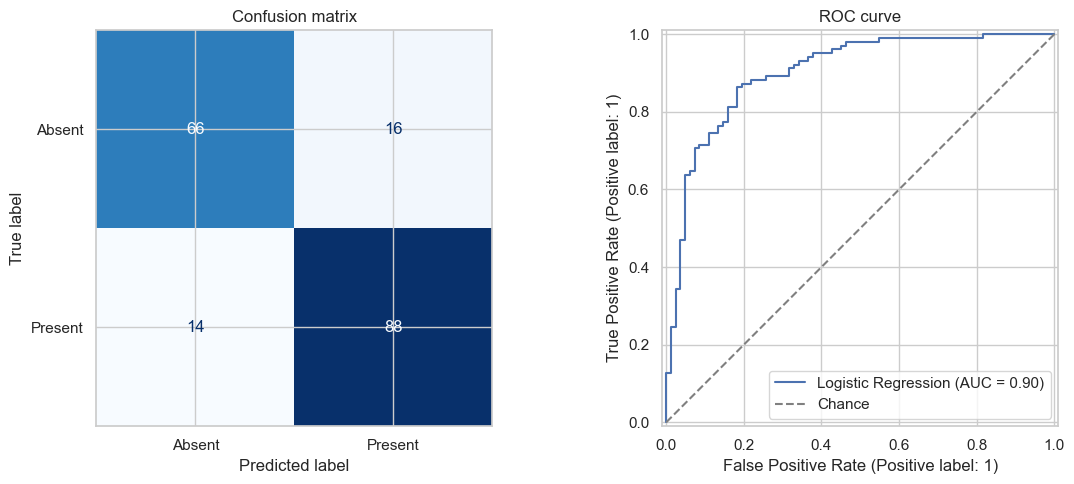 Confusion matrix
True label
Absent
66
16
Present
14
88
Absent
Present
Predicted label
ROC curve
True Positive Rate (Positive label: 1)
1.0
0.8
0.6
0.4
0.2
0.0
Logistic Regression (AUC = 0.90)
Chance
0.0
0.2
0.4
0.6
0.8
1.0
False Positive Rate (Positive label: 1)